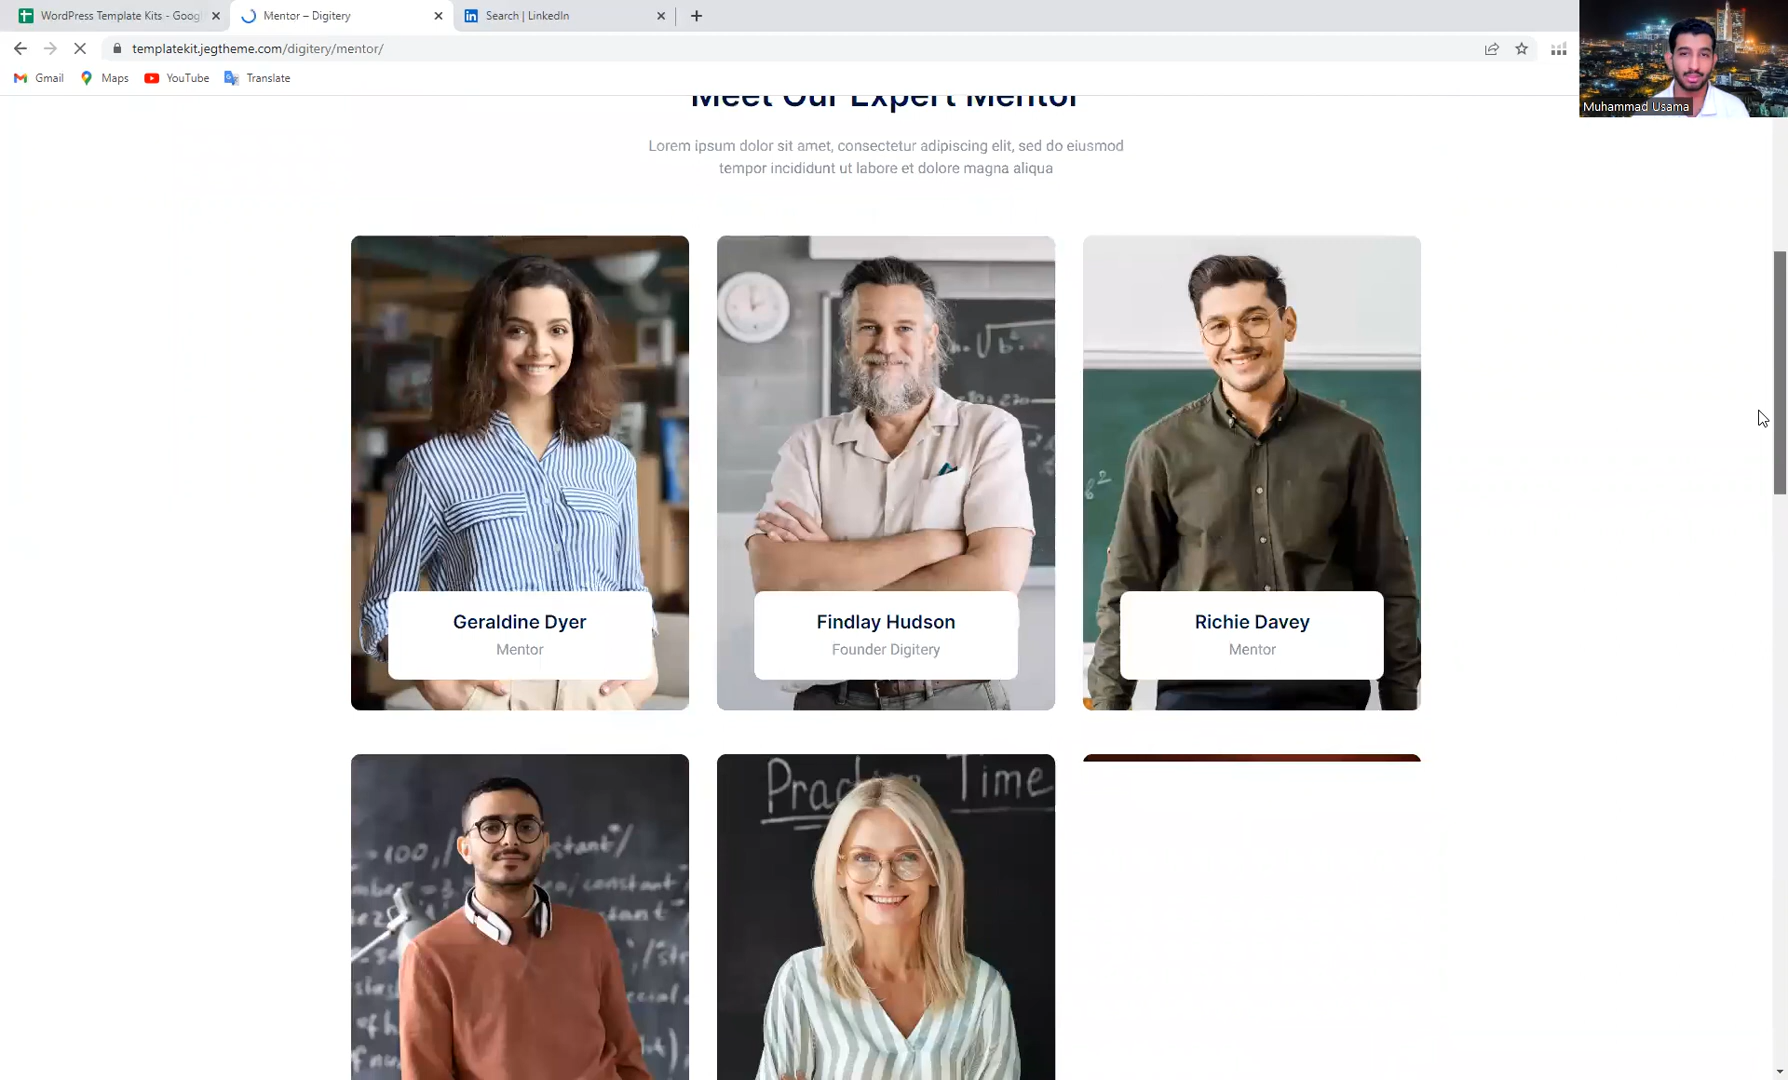 WordPress Template Kits - Goog
Mentor – Digitery
Search | LinkedIn
templatekit.jegtheme.com/digitery/mentor/
Gmail
Maps
YouTube
Translate
Muhammad Usama
Meet Our Expert Mentor
Lorem ipsum dolor sit amet, consectetur adipiscing elit, sed do eiusmod
tempor incididunt ut labore et dolore magna aliqua
Geraldine Dyer
Mentor
Findlay Hudson
Founder Digitery
Richie Davey
Mentor
Time
=100,/
constant"